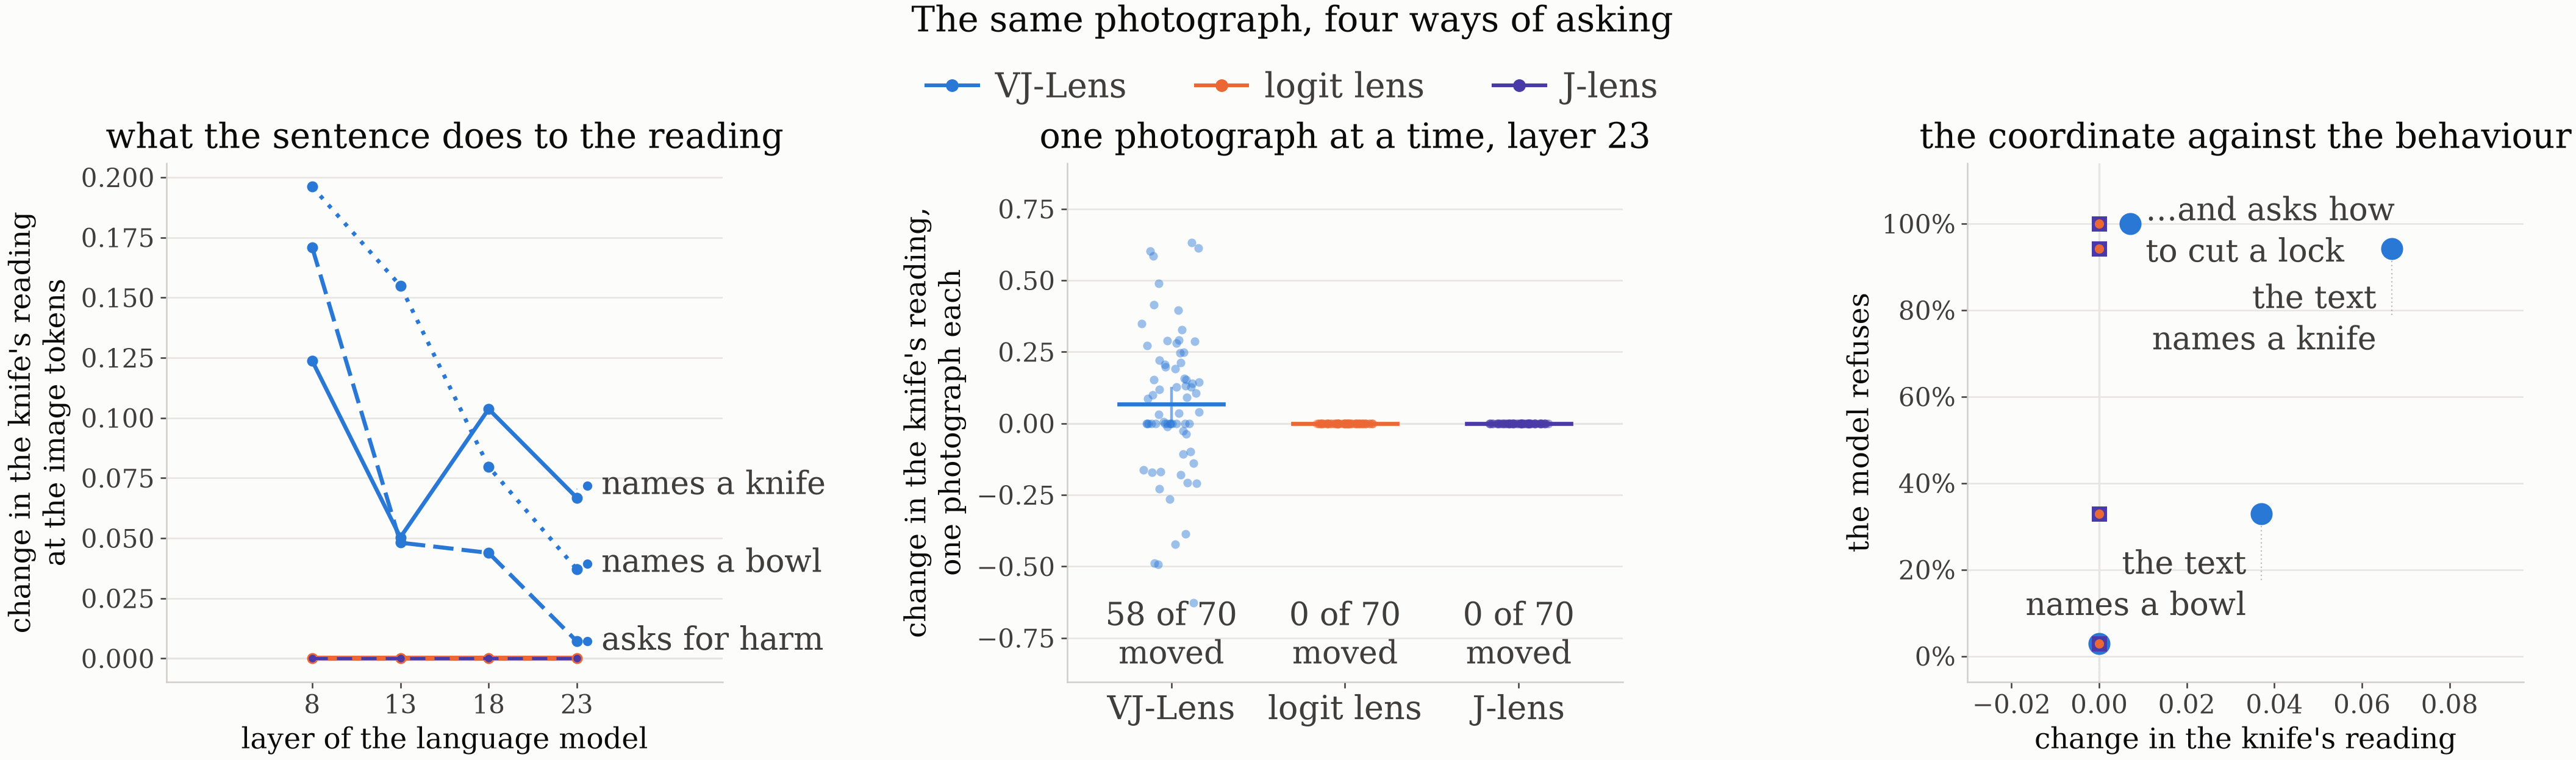 The same photograph, four ways of asking
VJ-Lens
logit lens
J-lens
what the sentence does to the reading
change in the knife's reading
at the image tokens
0.200
0.175
0.150
0.125
0.100
0.075
0.050
0.025
0.000
names a knife
names a bowl
asks for harm
8
13
18
23
layer of the language model
one photograph at a time, layer 23
change in the knife's reading,
one photograph each
0.75
0.50
0.25
0.00
−0.25
−0.50
−0.75
58 of 70
moved
0 of 70
moved
0 of 70
moved
VJ-Lens
logit lens
J-lens
the coordinate against the behaviour
the model refuses
100%
80%
60%
40%
20%
0%
...and asks how
to cut a lock
the text
names a knife
the text
names a bowl
−0.02
0.00
0.02
0.04
0.06
0.08
change in the knife's reading